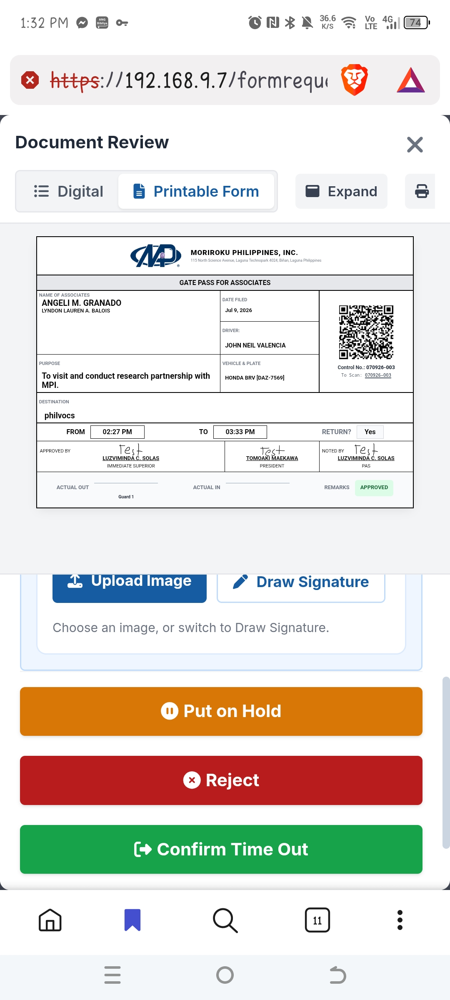 1:32 PM
ANG
Bibliya
36.6
K/S
Vo
LTE
4G
74
https://192.168.9.7/formreque
Document Review
Digital
Printable Form
Expand
MP
®
MORIROKU PHILIPPINES, INC.
115 North Science Avenue, Laguna Technopark 4024, Biñan, Laguna Philippines
GATE PASS FOR ASSOCIATES
NAME OF ASSOCIATES
ANGELI M. GRANADO
LYNDON LAUREN A. BALOIS
DATE FILED
Jul 9, 2026
DRIVER:
JOHN NEIL VALENCIA
PURPOSE
To visit and conduct research partnership with
MPI.
VEHICLE & PLATE
HONDA BRV [DAZ-7569]
Control No.: 070926-003
To Scan: 070926-003
DESTINATION
philvocs
FROM 02:27 PM TO 03:33 PM RETURN? Yes
APPROVED BY
Test
LUZVIMINDA C. SOLAS
IMMEDIATE SUPERIOR
Test
TOMOAKI MAEKAWA
PRESIDENT
NOTED BY
Test
LUZVIMINDA C. SOLAS
PAS
ACTUAL OUT
Guard 1
ACTUAL IN
REMARKS APPROVED
Upload Image
Draw Signature
Choose an image, or switch to Draw Signature.
Put on Hold
Reject
Confirm Time Out
11